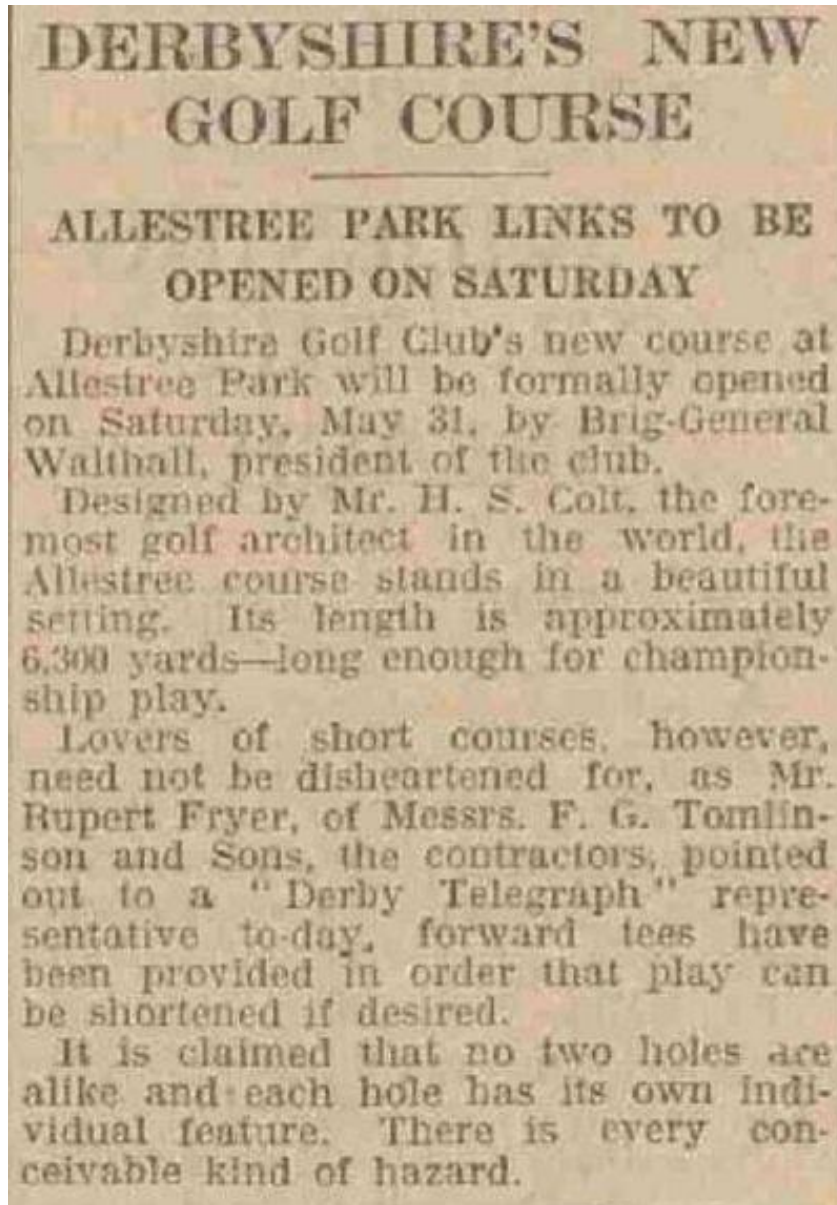 DERBYSHIRE'S NEW
GOLF COURSE
ALLESTREE PARK LINKS TO BE
OPENED ON SATURDAY
Derbyshire Golf Club's new course at
Allestree Park will be formally opened
on Saturday, May 31, by Brig-General
Walthall, president of the club.
Designed by Mr. H. S. Colt, the fore-
most golf architect in the world, the
Allestree course stands in a beautiful
setting. Its length is approximately
6,300 yards—long enough for champion-
ship play.
Lovers of short courses, however,
need not be disheartened for, as Mr.
Rupert Fryer, of Messrs. F. G. Tomlin-
son and Sons, the contractors, pointed
out to a "Derby Telegraph" repre-
sentative to-day, forward tees have
been provided in order that play can
be shortened if desired.
It is claimed that no two holes are
alike and each hole has its own indi-
vidual feature. There is every con-
ceivable kind of hazard.